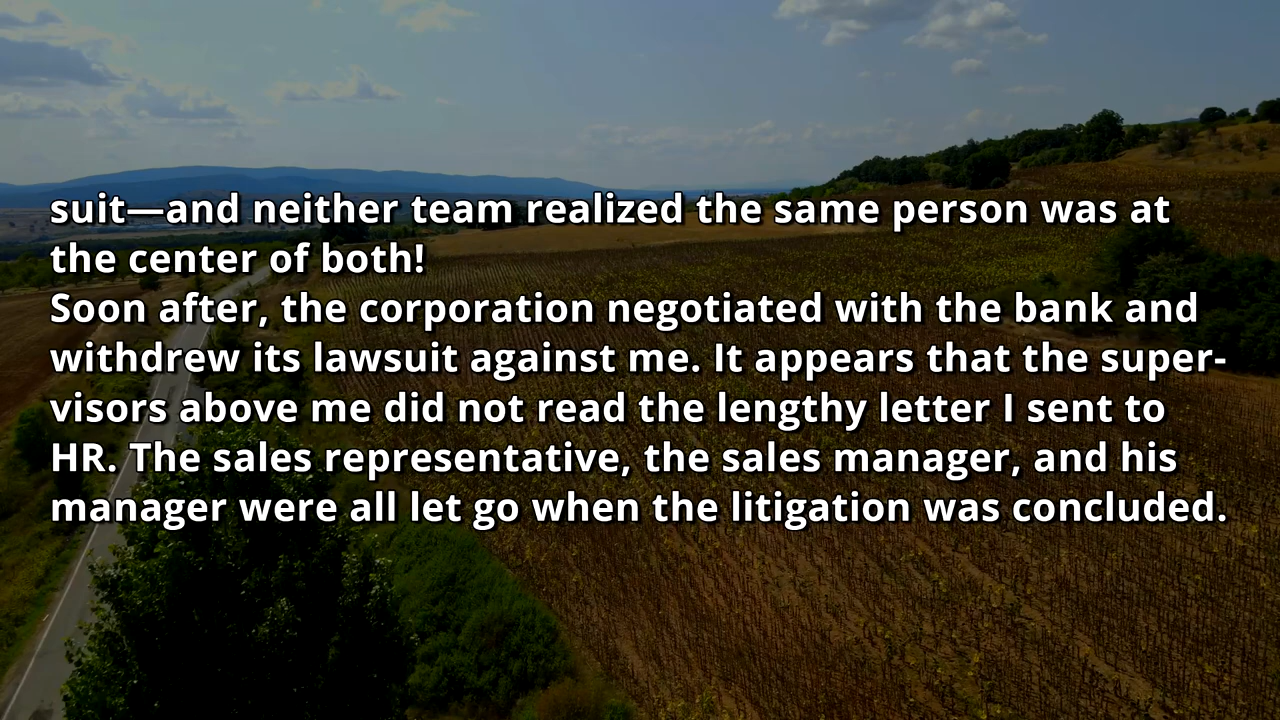 suit—and neither team realized the same person was at
the center of both!
Soon after, the corporation negotiated with the bank and
withdrew its lawsuit against me. It appears that the super-
visors above me did not read the lengthy letter I sent to
HR. The sales representative, the sales manager, and his
manager were all let go when the litigation was concluded.